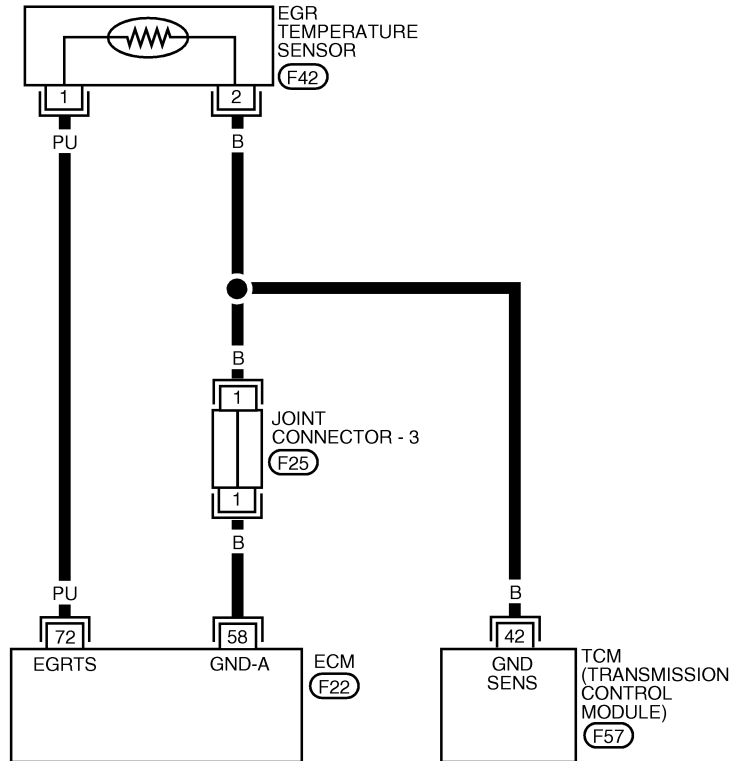 EGR
TEMPERATURE
SENSOR
F42
1
2
PU
B
B
1
JOINT
CONNECTOR - 3
F25
1
B
PU
B
72
58
42
EGRTS
GND-A
ECM
F22
GND
SENS
TCM
(TRANSMISSION
CONTROL
MODULE)
F57